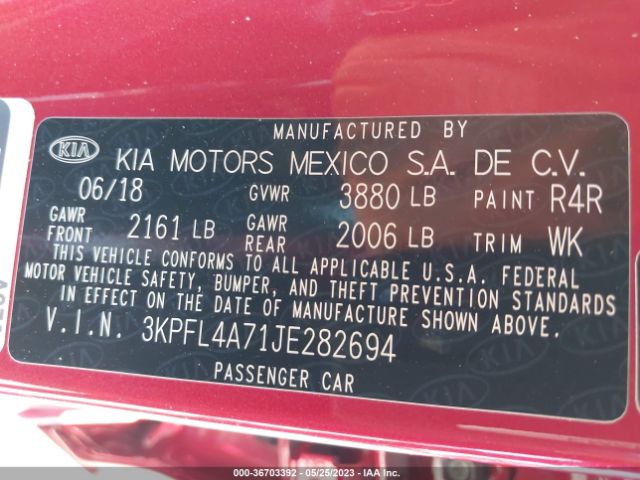 MANUFACTURED BY
KIA KIA MOTORS MEXICO S.A. DE C.V.
06/18 GVWR 3880 LB PAINT R4R
GAWR FRONT 2161 LB GAWR REAR 2006 LB TRIM WK
THIS VEHICLE CONFORMS TO ALL APPLICABLE U.S.A. FEDERAL
MOTOR VEHICLE SAFETY, BUMPER, AND THEFT PREVENTION STANDARDS
IN EFFECT ON THE DATE OF MANUFACTURE SHOWN ABOVE.
V.I.N. 3KPFL4A71JE282694
PASSENGER CAR
000-36703392 - 05/25/2023 - IAA Inc.